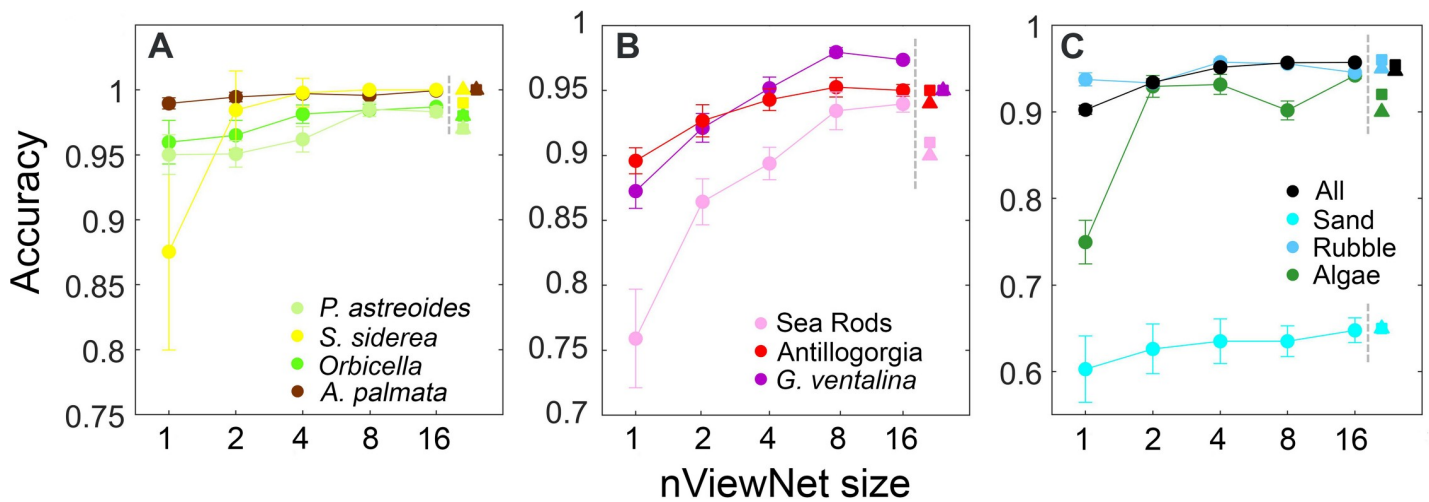 A
B
C
Accuracy
1
0.95
0.9
0.85
0.8
0.75
P. astreoides
S. siderea
Orbicella
A. palmata
1 2 4 8 16
1
0.95
0.9
0.85
0.8
0.75
0.7
Sea Rods
Antillogorgia
G. ventalina
1 2 4 8 16
1
0.9
0.8
0.7
0.6
All
Sand
Rubble
Algae
1 2 4 8 16
nViewNet size